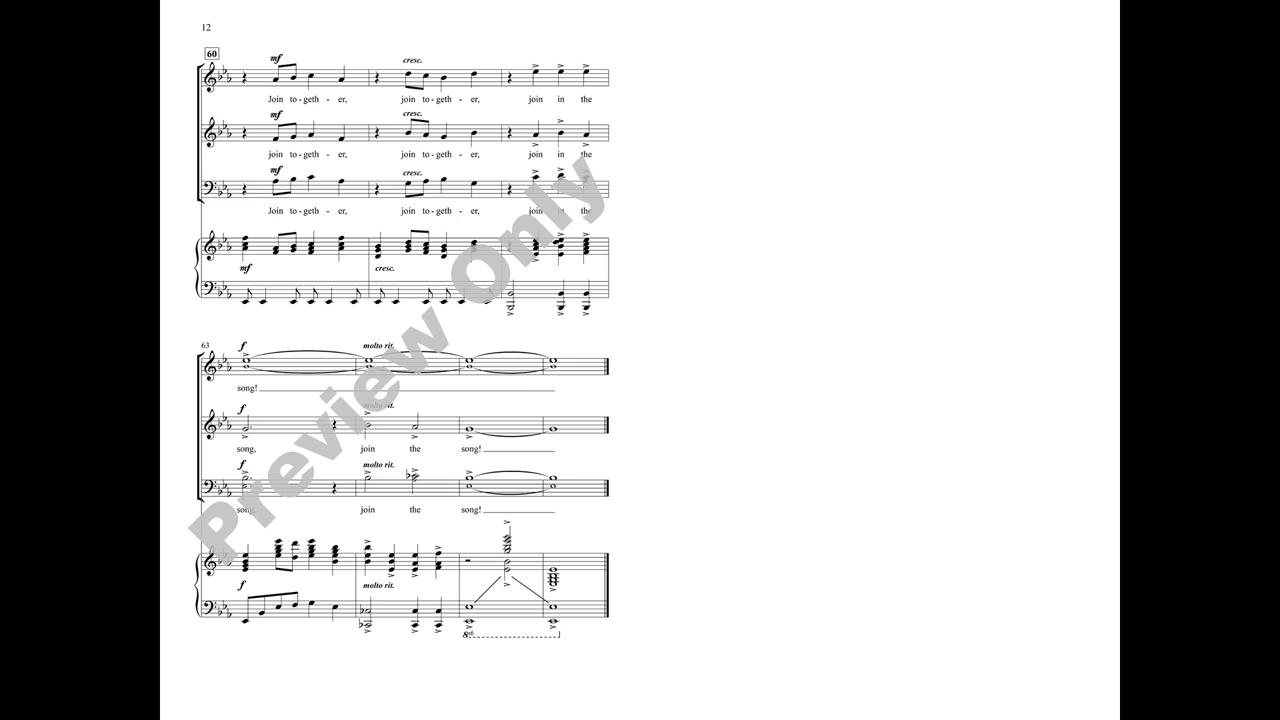 12
60
mf cresc.
Join to - geth - er, join to - geth - er, join in the
mf cresc.
join to - geth - er, join to - geth - er, join in the
mf cresc.
Join to - geth - er, join to - geth - er, join in the
mf cresc.
63
f molto rit.
song!
f molto rit.
song, join the song!
f molto rit.
song, join the song!
f molto rit.
8vb
Preview Only